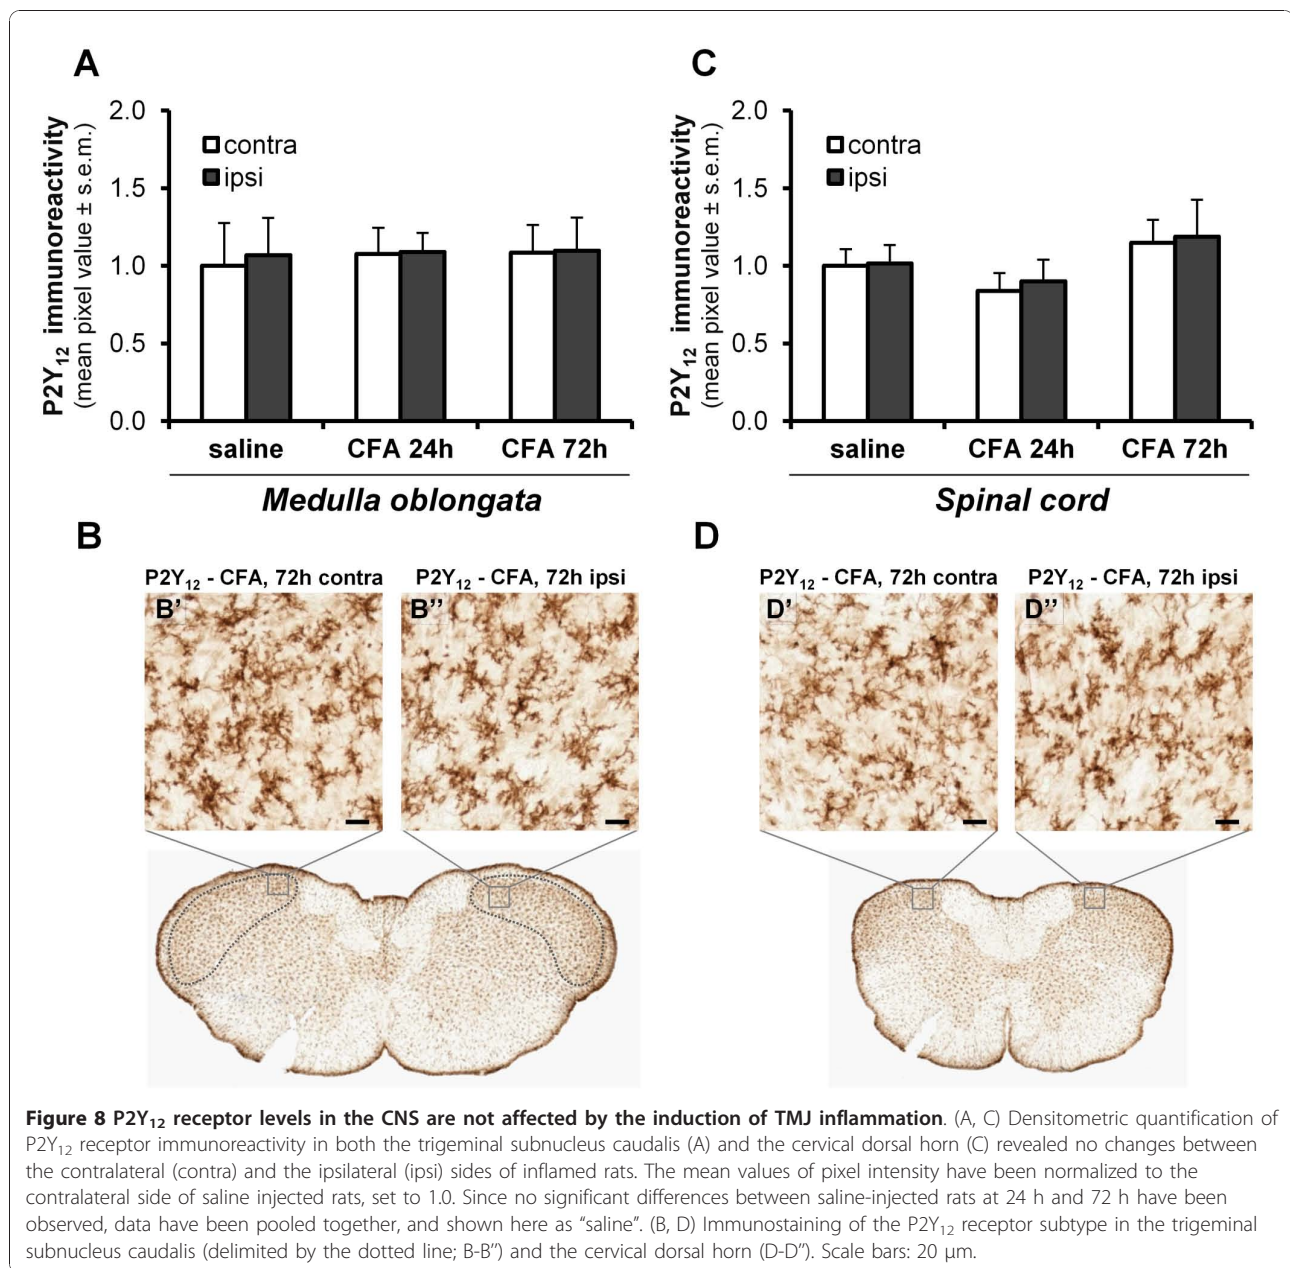 A
P2Y12 immunoreactivity
(mean pixel value ± s.e.m.)
2.0
1.5
1.0
0.5
0.0
contra
ipsi
saline CFA 24h CFA 72h
Medulla oblongata
C
P2Y12 immunoreactivity
(mean pixel value ± s.e.m.)
2.0
1.5
1.0
0.5
0.0
contra
ipsi
saline CFA 24h CFA 72h
Spinal cord
B
P2Y12 - CFA, 72h contra P2Y12 - CFA, 72h ipsi
B' B''
D
P2Y12 - CFA, 72h contra P2Y12 - CFA, 72h ipsi
D' D''
Figure 8 P2Y12 receptor levels in the CNS are not affected by the induction of TMJ inflammation. (A, C) Densitometric quantification of
P2Y12 receptor immunoreactivity in both the trigeminal subnucleus caudalis (A) and the cervical dorsal horn (C) revealed no changes between
the contralateral (contra) and the ipsilateral (ipsi) sides of inflamed rats. The mean values of pixel intensity have been normalized to the
contralateral side of saline injected rats, set to 1.0. Since no significant differences between saline-injected rats at 24 h and 72 h have been
observed, data have been pooled together, and shown here as "saline". (B, D) Immunostaining of the P2Y12 receptor subtype in the trigeminal
subnucleus caudalis (delimited by the dotted line; B-B'') and the cervical dorsal horn (D-D''). Scale bars: 20 μm.